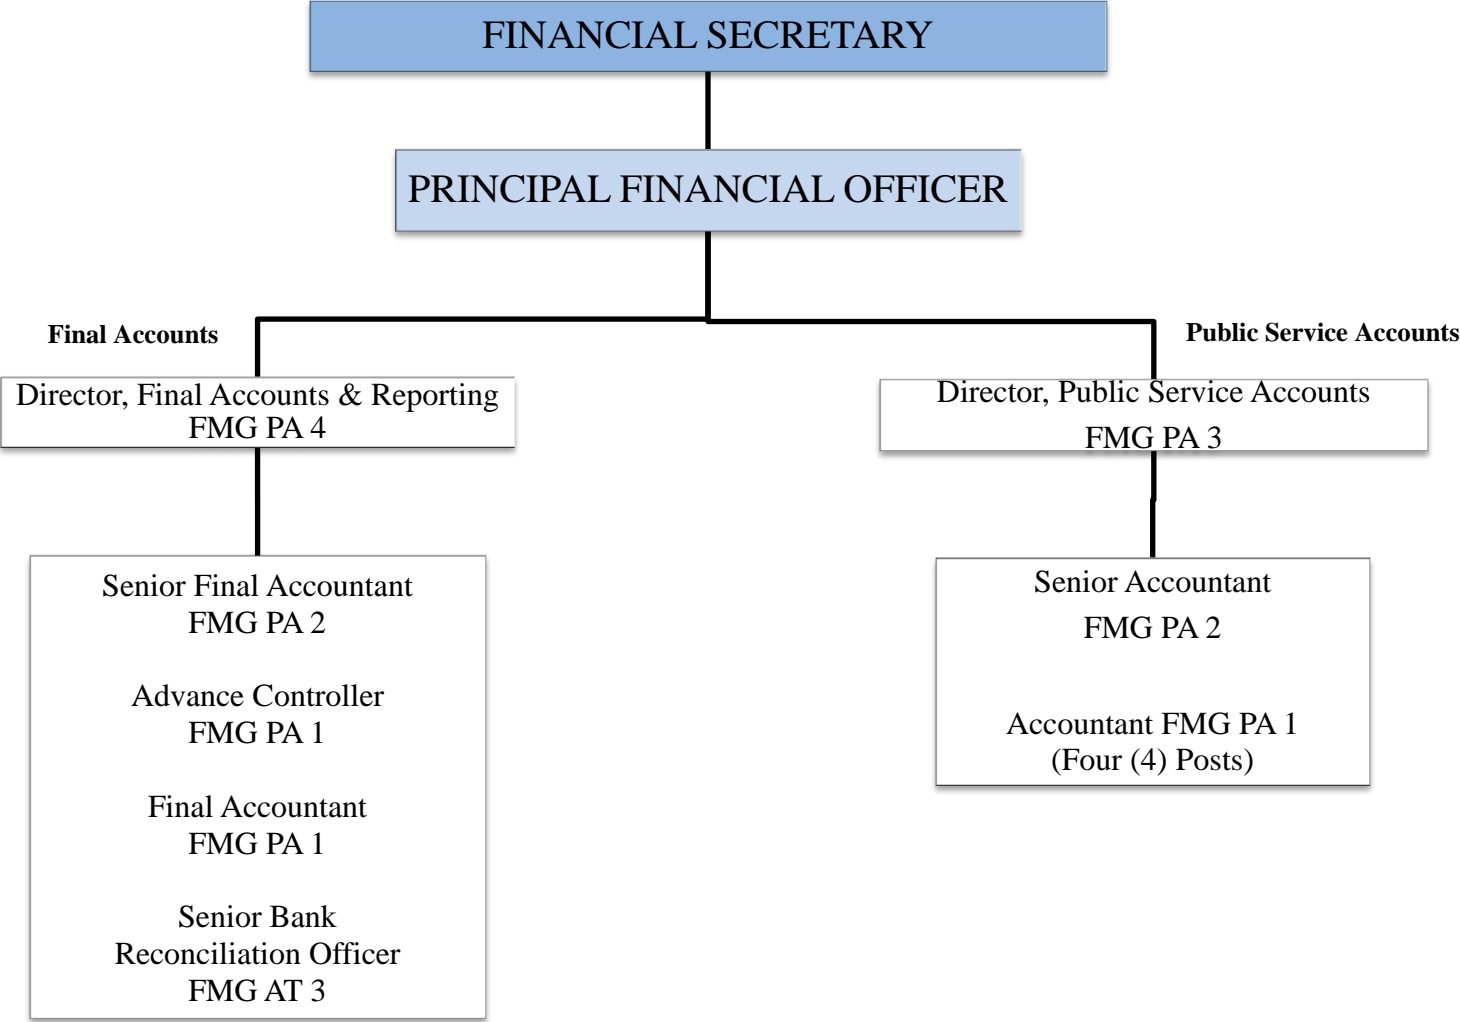 FINANCIAL SECRETARY
PRINCIPAL FINANCIAL OFFICER
Final Accounts
Director, Final Accounts & Reporting
FMG PA 4
Senior Final Accountant
FMG PA 2
Advance Controller
FMG PA 1
Final Accountant
FMG PA 1
Senior Bank
Reconciliation Officer
FMG AT 3
Public Service Accounts
Director, Public Service Accounts
FMG PA 3
Senior Accountant
FMG PA 2
Accountant FMG PA 1
(Four (4) Posts)